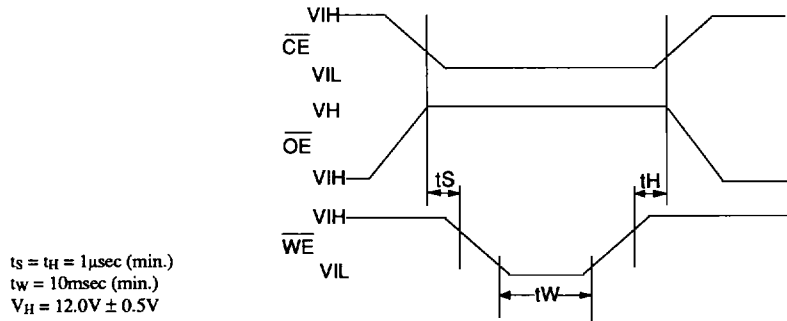 VIH
CE
VIL
VH
OE
VIH
tS
tH
VIH
WE
VIL
tW
tS = tH = 1μsec (min.)
tW = 10msec (min.)
VH = 12.0V ± 0.5V